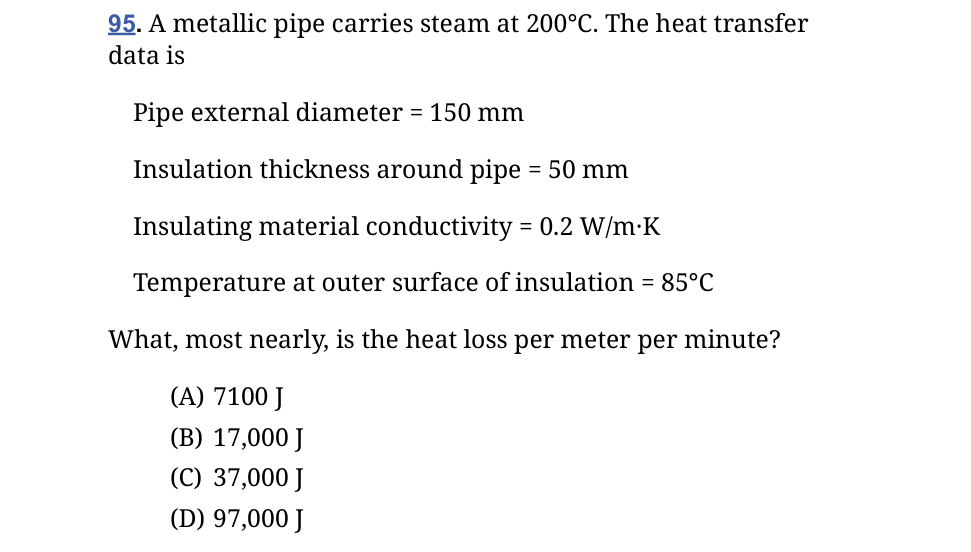 95. A metallic pipe carries steam at 200°C. The heat transfer
data is
Pipe external diameter = 150 mm
Insulation thickness around pipe = 50 mm
Insulating material conductivity = 0.2 W/m·K
Temperature at outer surface of insulation = 85°C
What, most nearly, is the heat loss per meter per minute?
(A) 7100 J
(B) 17,000 J
(C) 37,000 J
(D) 97,000 J